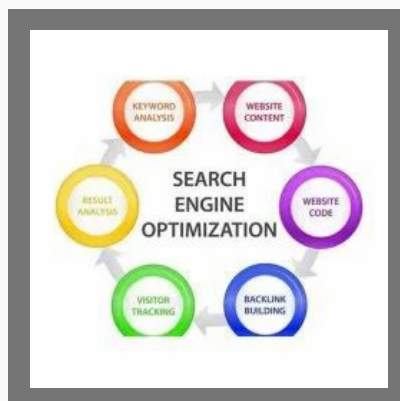 KEYWORD
ANALYSIS
WEBSITE
CONTENT
WEBSITE
CODE
BACKLINK
BUILDING
VISITOR
TRACKING
RESULT
ANALYSIS
SEARCH
ENGINE
OPTIMIZATION